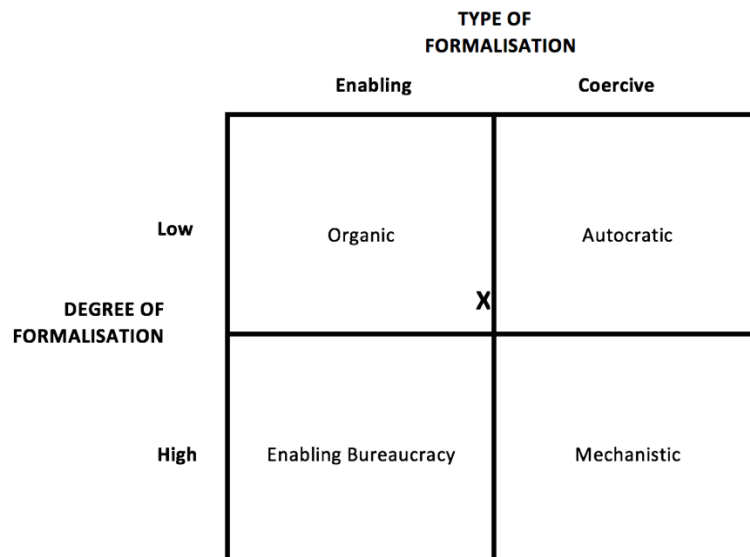 TYPE OF
FORMALISATION
Enabling Coercive
Low Organic Autocratic
X
DEGREE OF
FORMALISATION
High Enabling Bureaucracy Mechanistic